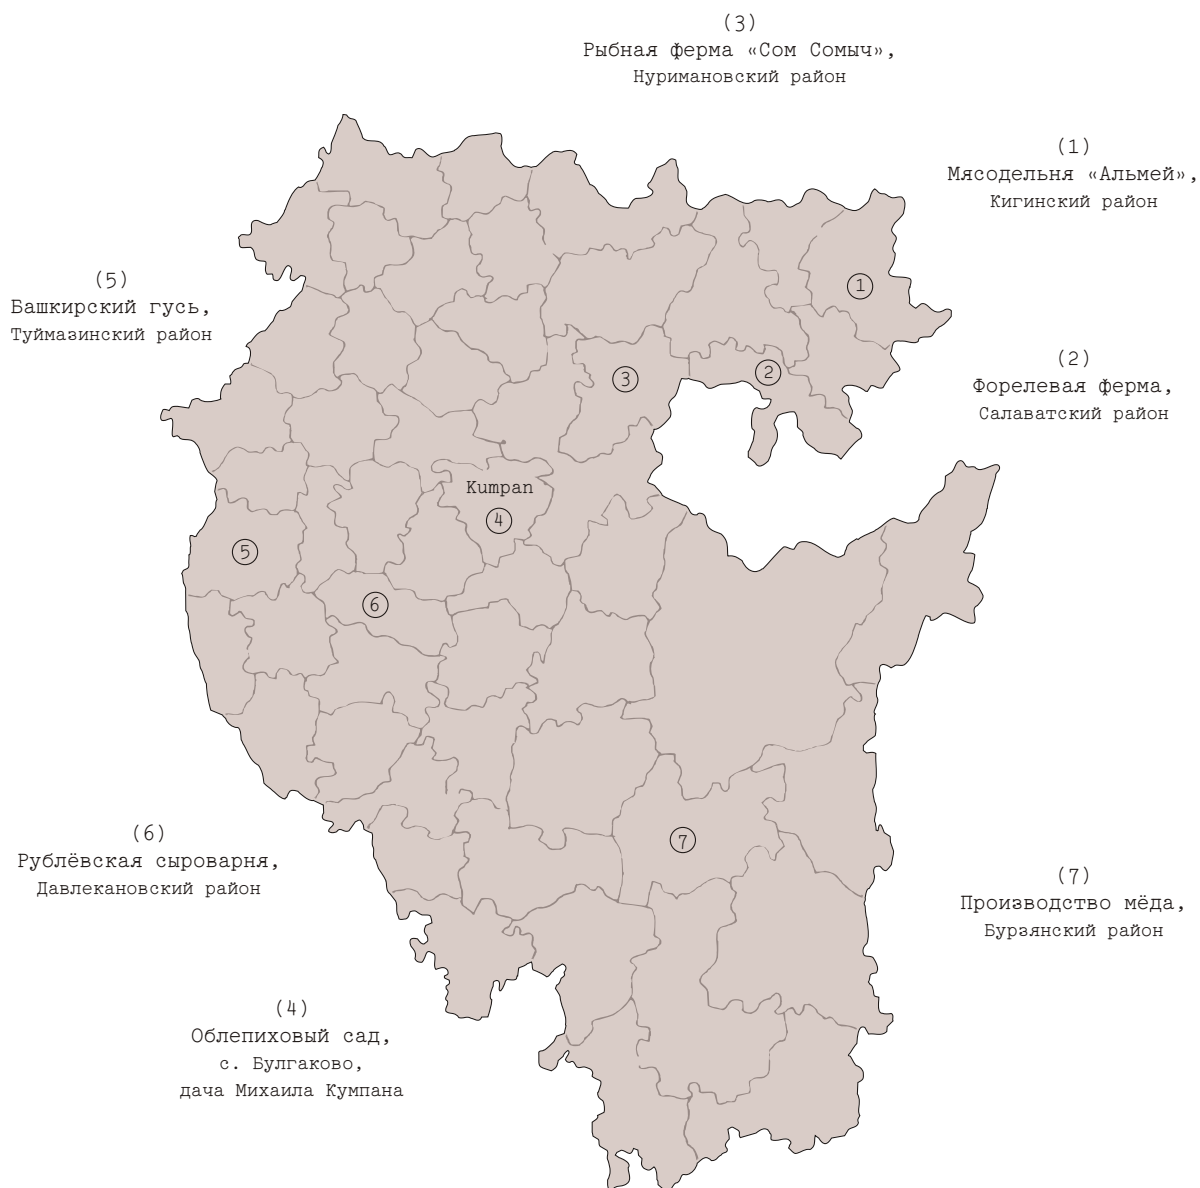 (3)
Рыбная ферма «Сом Сомыч»,
Нуримановский район
(1)
Мясодельня «Альмей»,
Кигинский район
(5)
Башкирский гусь,
Туймазинский район
1
(2)
Форелевая ферма,
Салаватский район
3
2
Kumpan
4
5
6
(6)
Рублёвская сыроварня,
Давлекановский район
7
(7)
Производство мёда,
Бурзянский район
(4)
Облепиховый сад,
с. Булгаково,
дача Михаила Кумпана